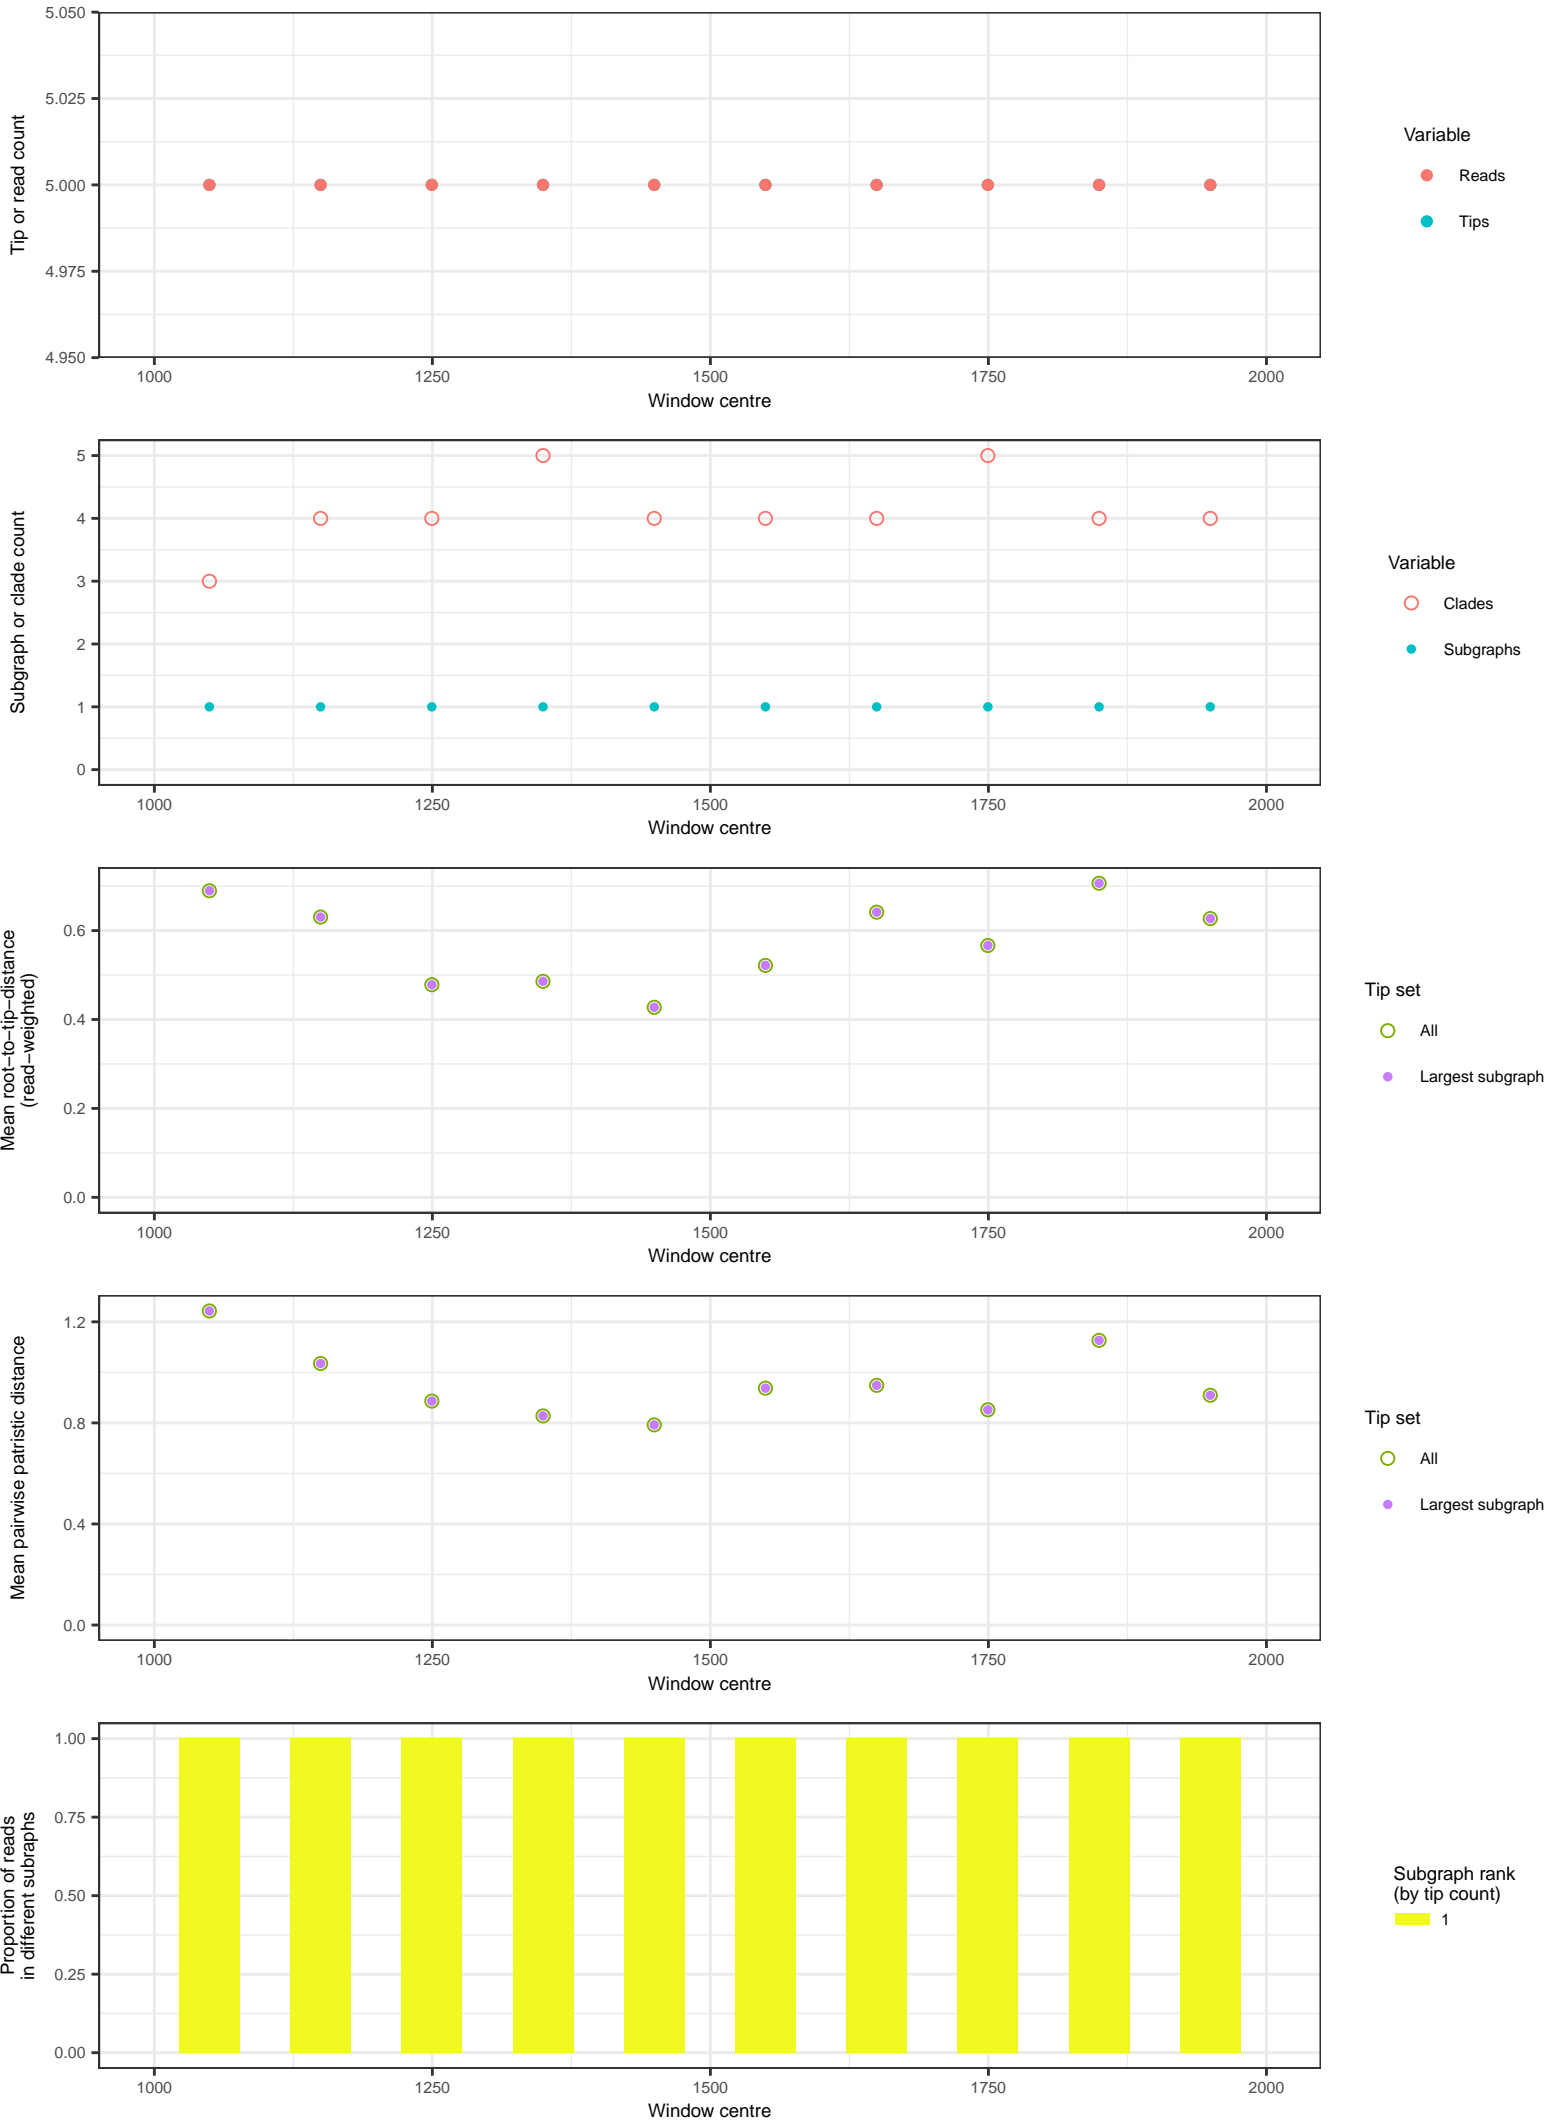 5.050
5.025
5.000
4.975
4.950
Tip or read count
1000 1250 1500 1750 2000
Window centre
Variable
Reads
Tips
5
4
3
2
1
0
Subgraph or clade count
1000 1250 1500 1750 2000
Window centre
Variable
Clades
Subgraphs
0.6
0.4
0.2
0.0
Mean root−to−tip−distance
(read−weighted)
1000 1250 1500 1750 2000
Window centre
Tip set
All
Largest subgraph
1.2
0.8
0.4
0.0
Mean pairwise patristic distance
1000 1250 1500 1750 2000
Window centre
Tip set
All
Largest subgraph
1.00
0.75
0.50
0.25
0.00
Proportion of reads
in different subraphs
1000 1250 1500 1750 2000
Window centre
Subgraph rank
(by tip count)
1